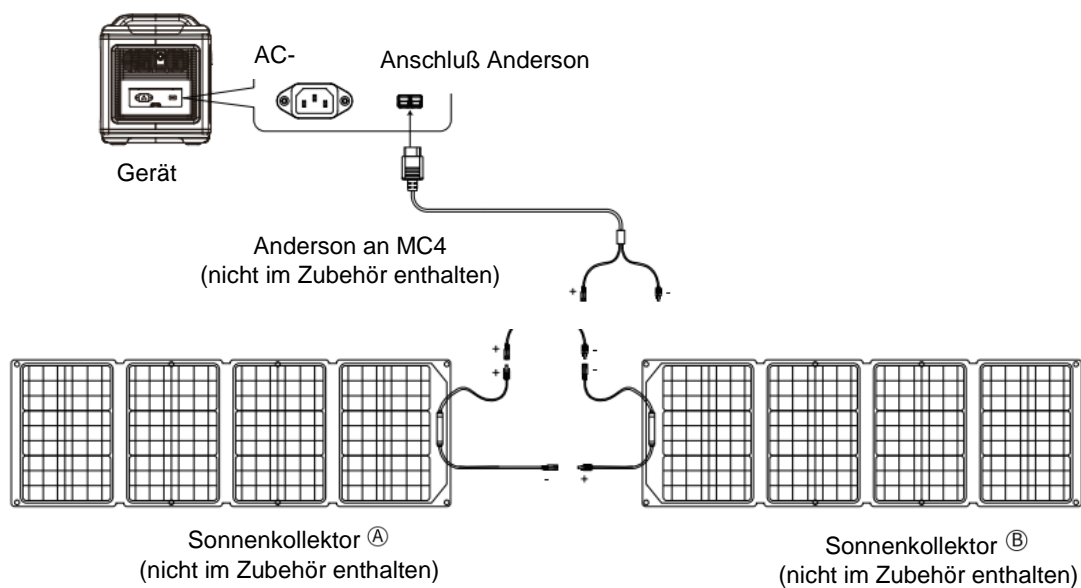 AC-
Anschluß Anderson
Gerät
Anderson an MC4
(nicht im Zubehör enthalten)
+ -
+ -
+ -
- +
Sonnenkollektor Ⓐ
(nicht im Zubehör enthalten)
Sonnenkollektor Ⓑ
(nicht im Zubehör enthalten)